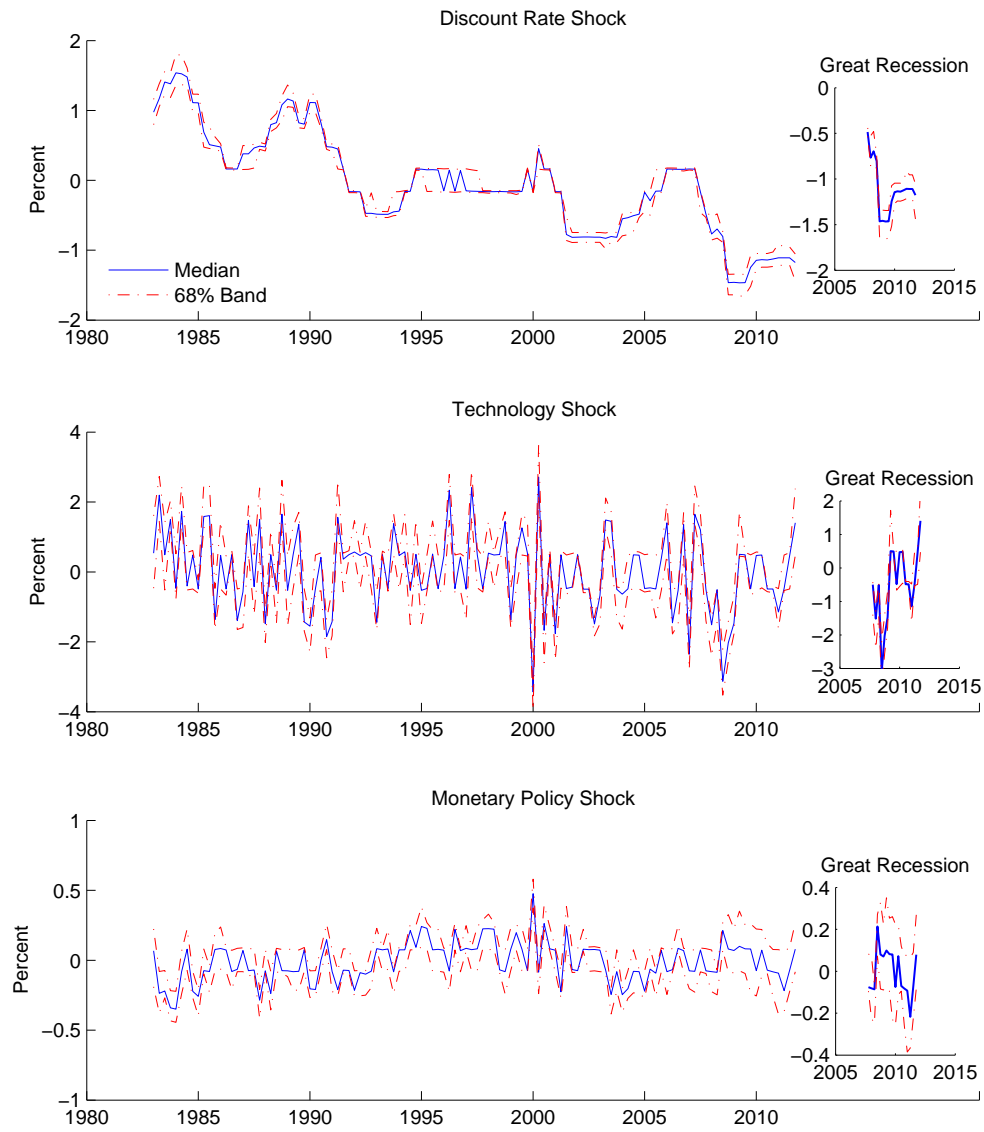 Discount Rate Shock
2
1
0
−1
−2
Percent
Median
68% Band
1980 1985 1990 1995 2000 2005 2010
Great Recession
0
−0.5
−1
−1.5
−2
2005 2010 2015
Technology Shock
4
2
0
−2
−4
Percent
1980 1985 1990 1995 2000 2005 2010
Great Recession
2
1
0
−1
−2
−3
2005 2010 2015
Monetary Policy Shock
1
0.5
0
−0.5
−1
Percent
1980 1985 1990 1995 2000 2005 2010
Great Recession
0.4
0.2
0
−0.2
−0.4
2005 2010 2015